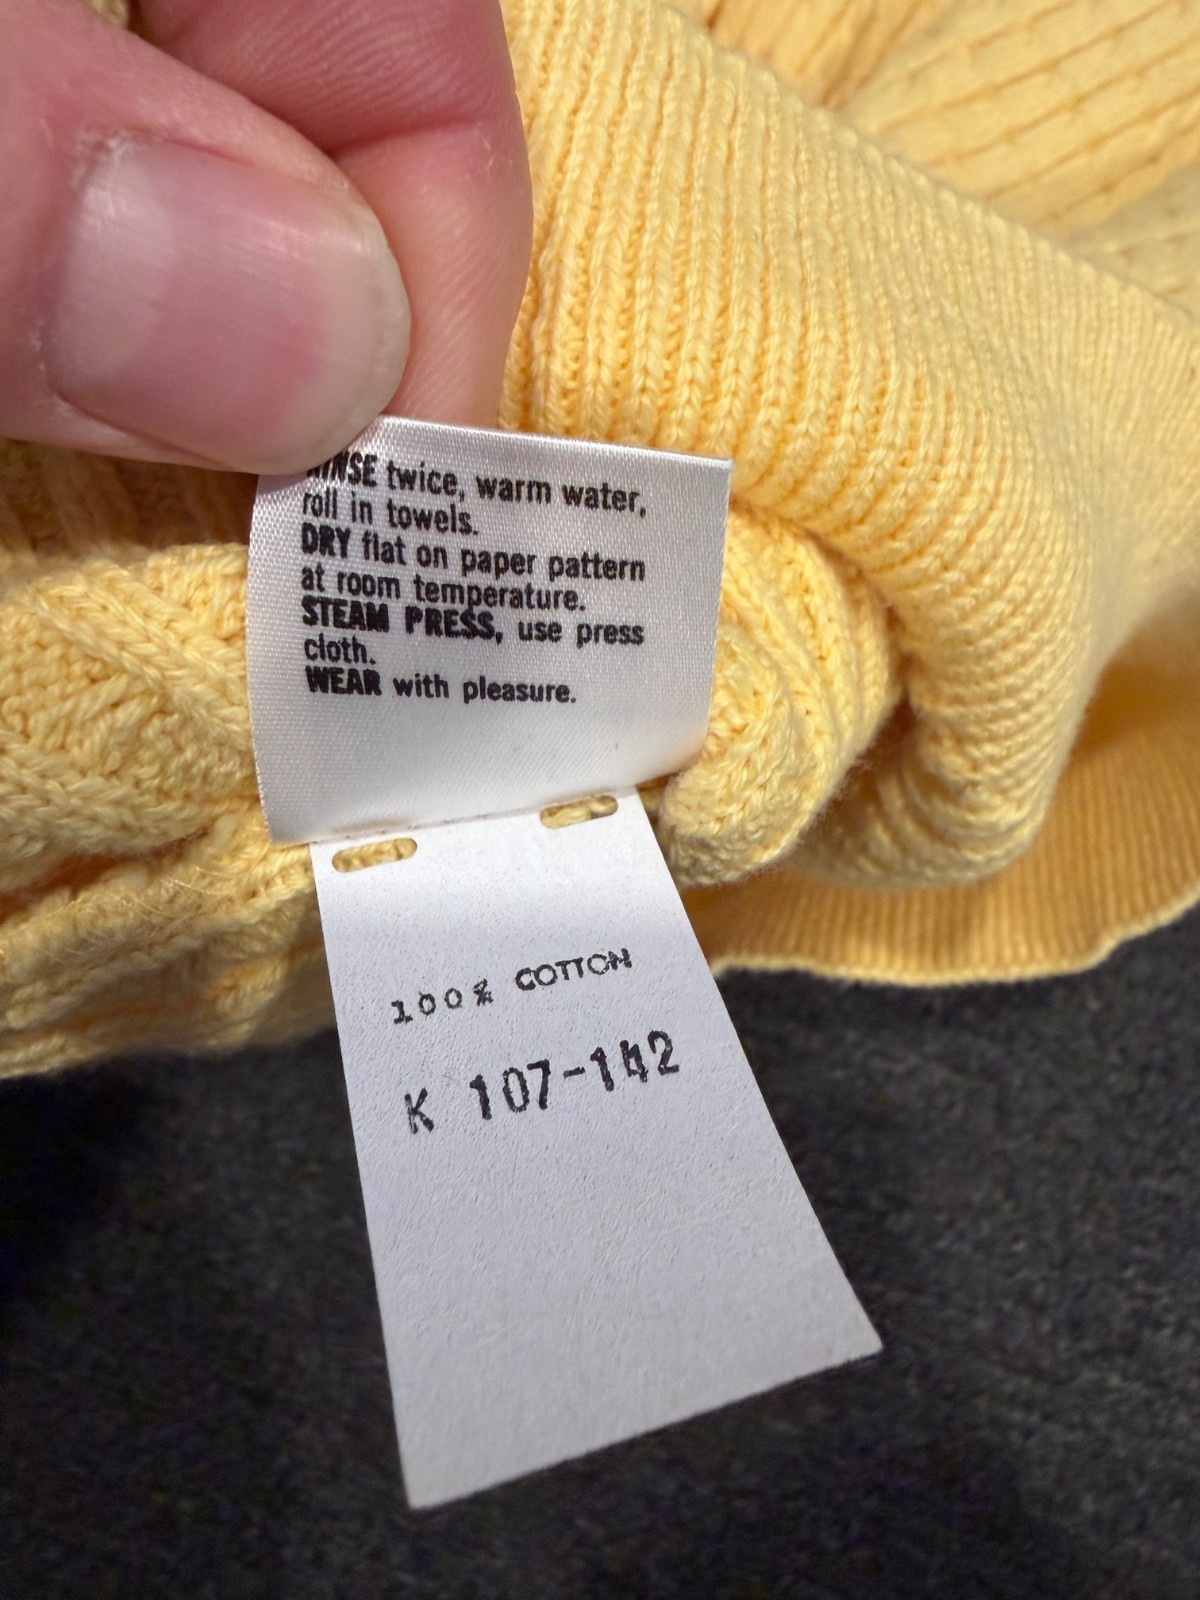 RINSE twice, warm water,
roll in towels.
DRY flat on paper pattern
at room temperature.
STEAM PRESS, use press
cloth.
WEAR with pleasure.
100% COTTON
K 107-142